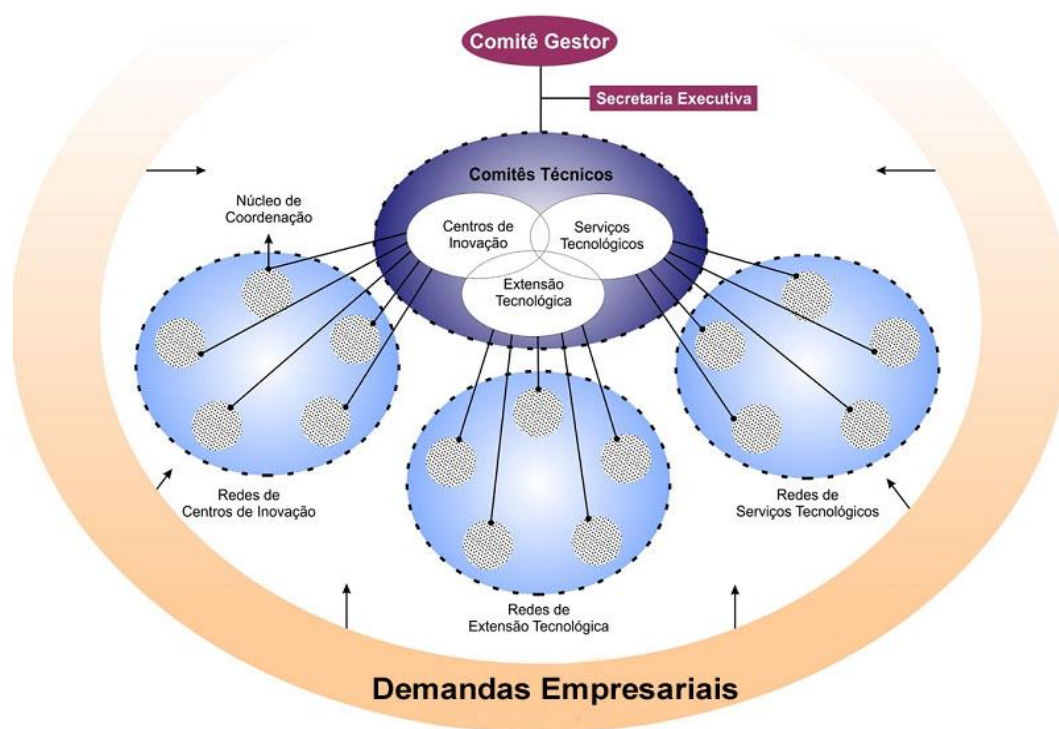 Comitê Gestor
Secretaria Executiva
Comitês Técnicos
Núcleo de
Coordenação
Centros de
Inovação
Serviços
Tecnológicos
Extensão
Tecnológica
Redes de
Centros de Inovação
Redes de
Serviços Tecnológicos
Redes de
Extensão Tecnológica
Demandas Empresariais